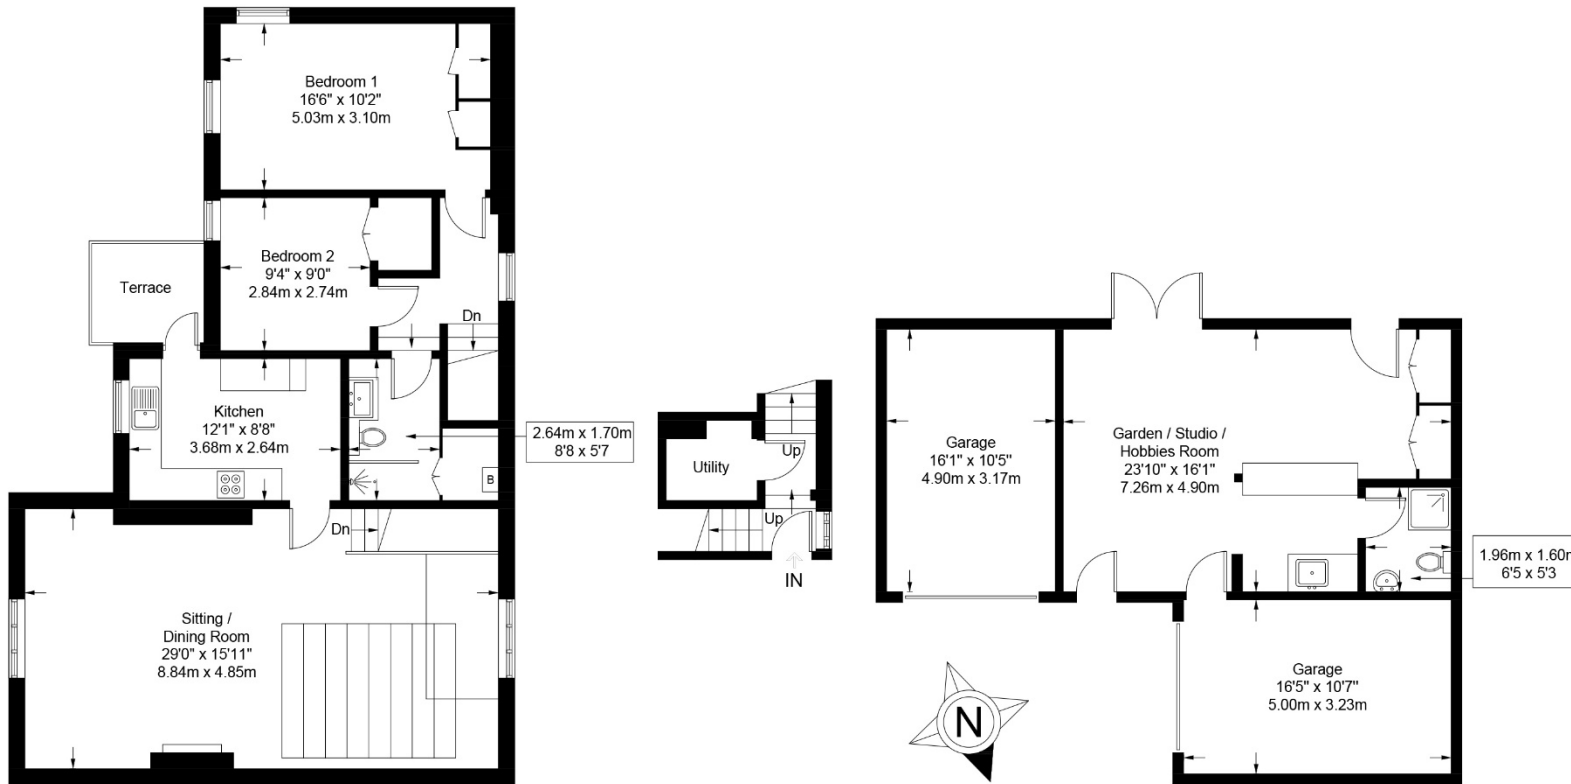 Bedroom 1
16'6" x 10'2"
5.03m x 3.10m
Bedroom 2
9'4" x 9'0"
2.84m x 2.74m
Terrace
Dn
Kitchen
12'1" x 8'8"
3.68m x 2.64m
2.64m x 1.70m
8'8 x 5'7
B
Dn
Sitting /
Dining Room
29'0" x 15'11"
8.84m x 4.85m
Utility
Up
Up
IN
Garage
16'1" x 10'5"
4.90m x 3.17m
Garden / Studio /
Hobbies Room
23'10" x 16'1"
7.26m x 4.90m
1.96m x 1.60m
6'5 x 5'3
Garage
16'5" x 10'7"
5.00m x 3.23m
N